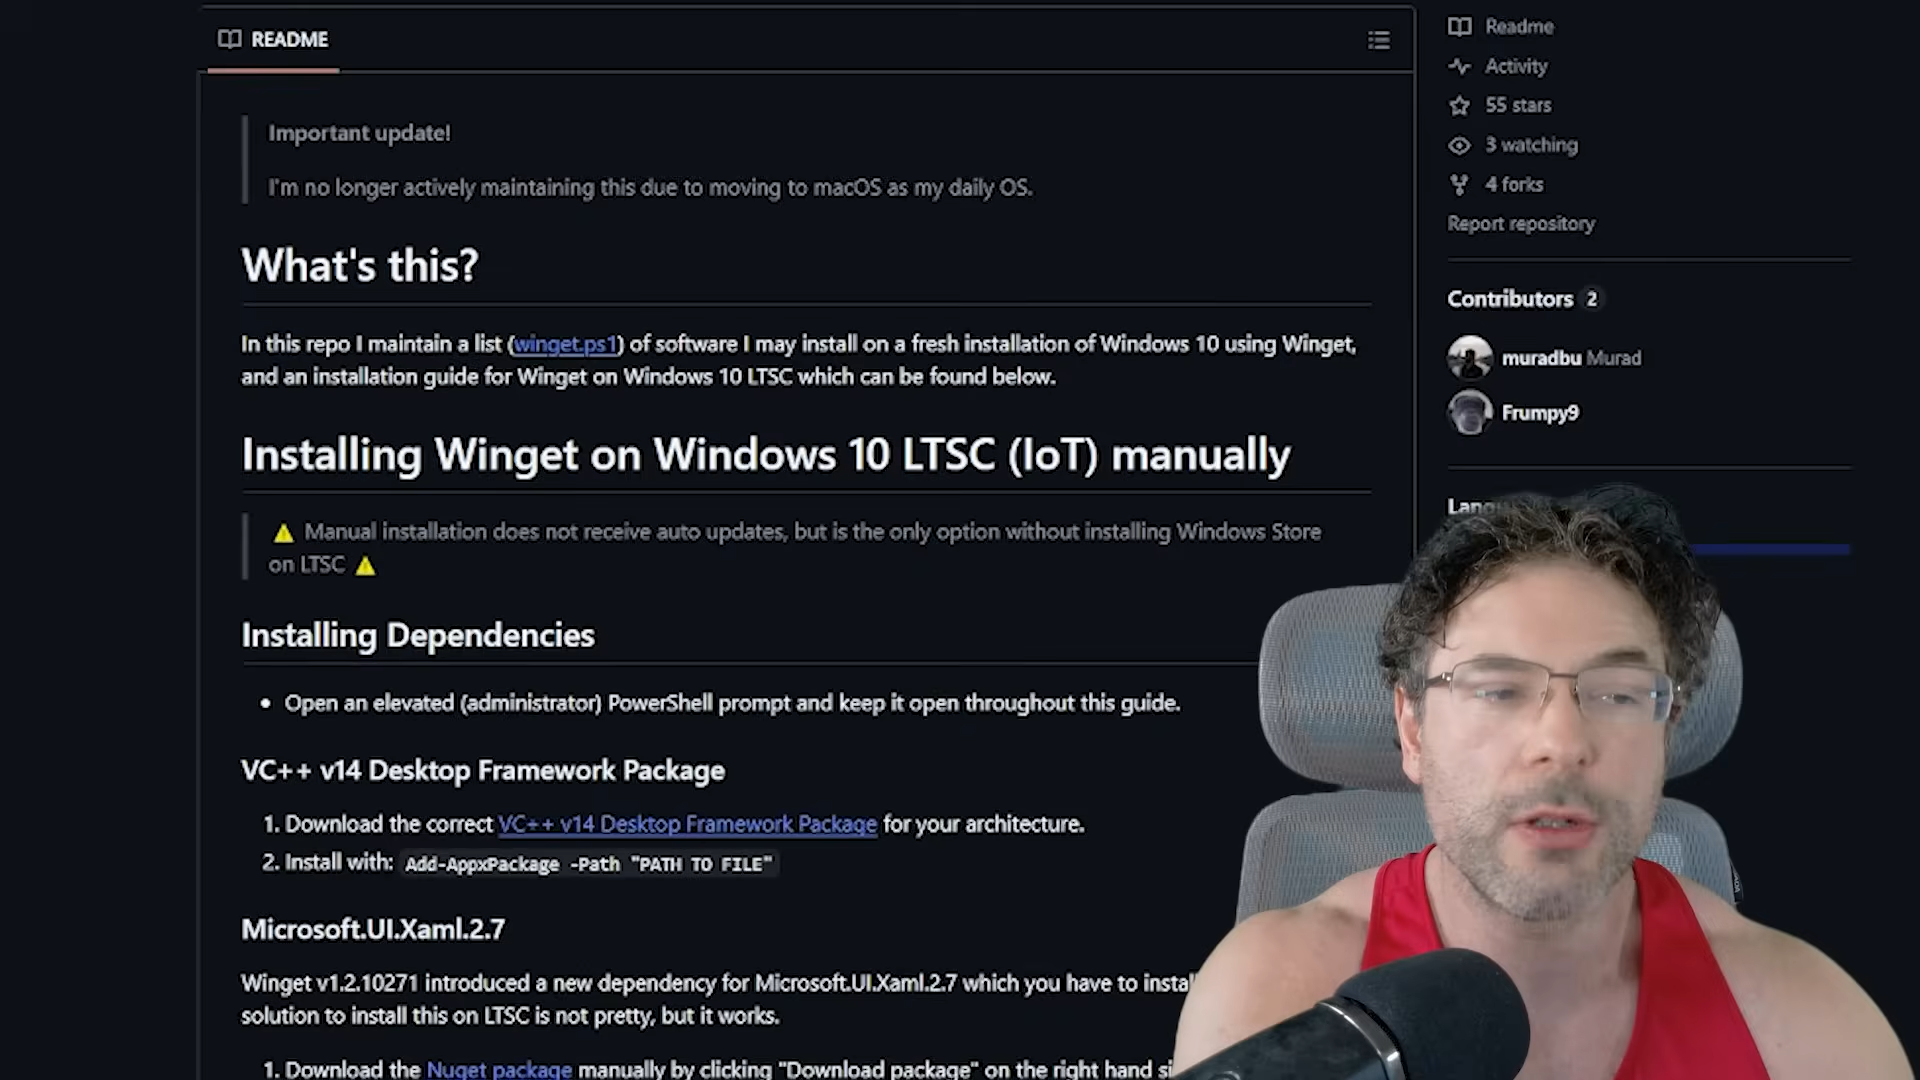 README
Important update!
I'm no longer actively maintaining this due to moving to macOS as my daily OS.
What's this?
In this repo I maintain a list (winget.ps1) of software I may install on a fresh installation of Windows 10 using Winget,
and an installation guide for Winget on Windows 10 LTSC which can be found below.
Installing Winget on Windows 10 LTSC (IoT) manually
⚠ Manual installation does not receive auto updates, but is the only option without installing Windows Store
on LTSC ⚠
Installing Dependencies
• Open an elevated (administrator) PowerShell prompt and keep it open throughout this guide.
VC++ v14 Desktop Framework Package
1. Download the correct VC++ v14 Desktop Framework Package for your architecture.
2. Install with: Add-AppxPackage -Path "PATH TO FILE"
Microsoft.UI.Xaml.2.7
Winget v1.2.10271 introduced a new dependency for Microsoft.UI.Xaml.2.7 which you have to instal
solution to install this on LTSC is not pretty, but it works.
1. Download the Nuget package manually by clicking "Download package" on the right hand si
Readme
Activity
55 stars
3 watching
4 forks
Report repository
Contributors 2
muradbu Murad
Frumpy9